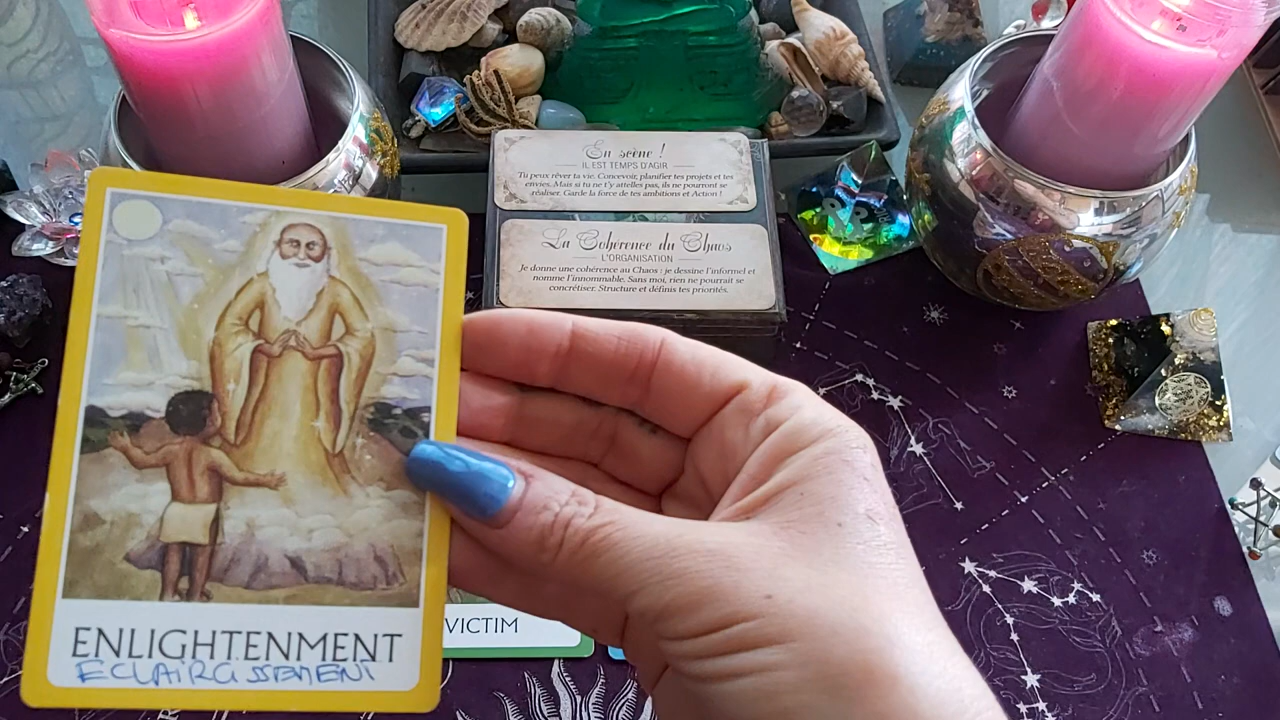 En scène !
IL EST TEMPS D'AGIR
Tu peux rêver ta vie. Concevoir, planifier tes projets et tes
envies. Mais si tu ne t'y attelles pas, ils ne pourront se
réaliser. Garde la force de tes ambitions et Action !
La Cohérence du Chaos
L'ORGANISATION
Je donne une cohérence au Chaos : je dessine l'informel et
nomme l'innommable. Sans moi, rien ne pourrait se
concrétiser. Structure et définis tes priorités.
VICTIM
ENLIGHTENMENT
ECLAIRCISSEMENT